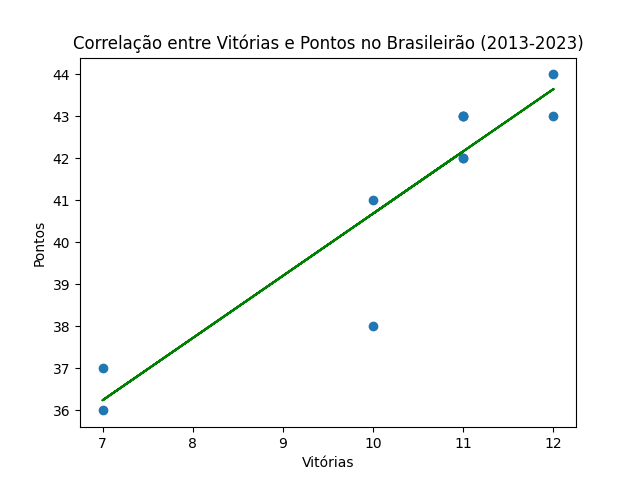 Correlação entre Vitórias e Pontos no Brasileirão (2013-2023)
44
43
42
41
40
39
38
37
36
Pontos
7 8 9 10 11 12
Vitórias